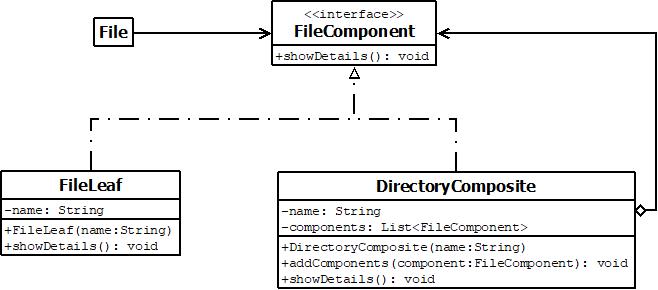 <<interface>>
File
FileComponent
+showDetails(): void
FileLeaf
-name: String
+FileLeaf(name:String)
+showDetails(): void
DirectoryComposite
-name: String
-components: List<FileComponent>
+DirectoryComposite(name:String)
+addComponents(component:FileComponent): void
+showDetails(): void